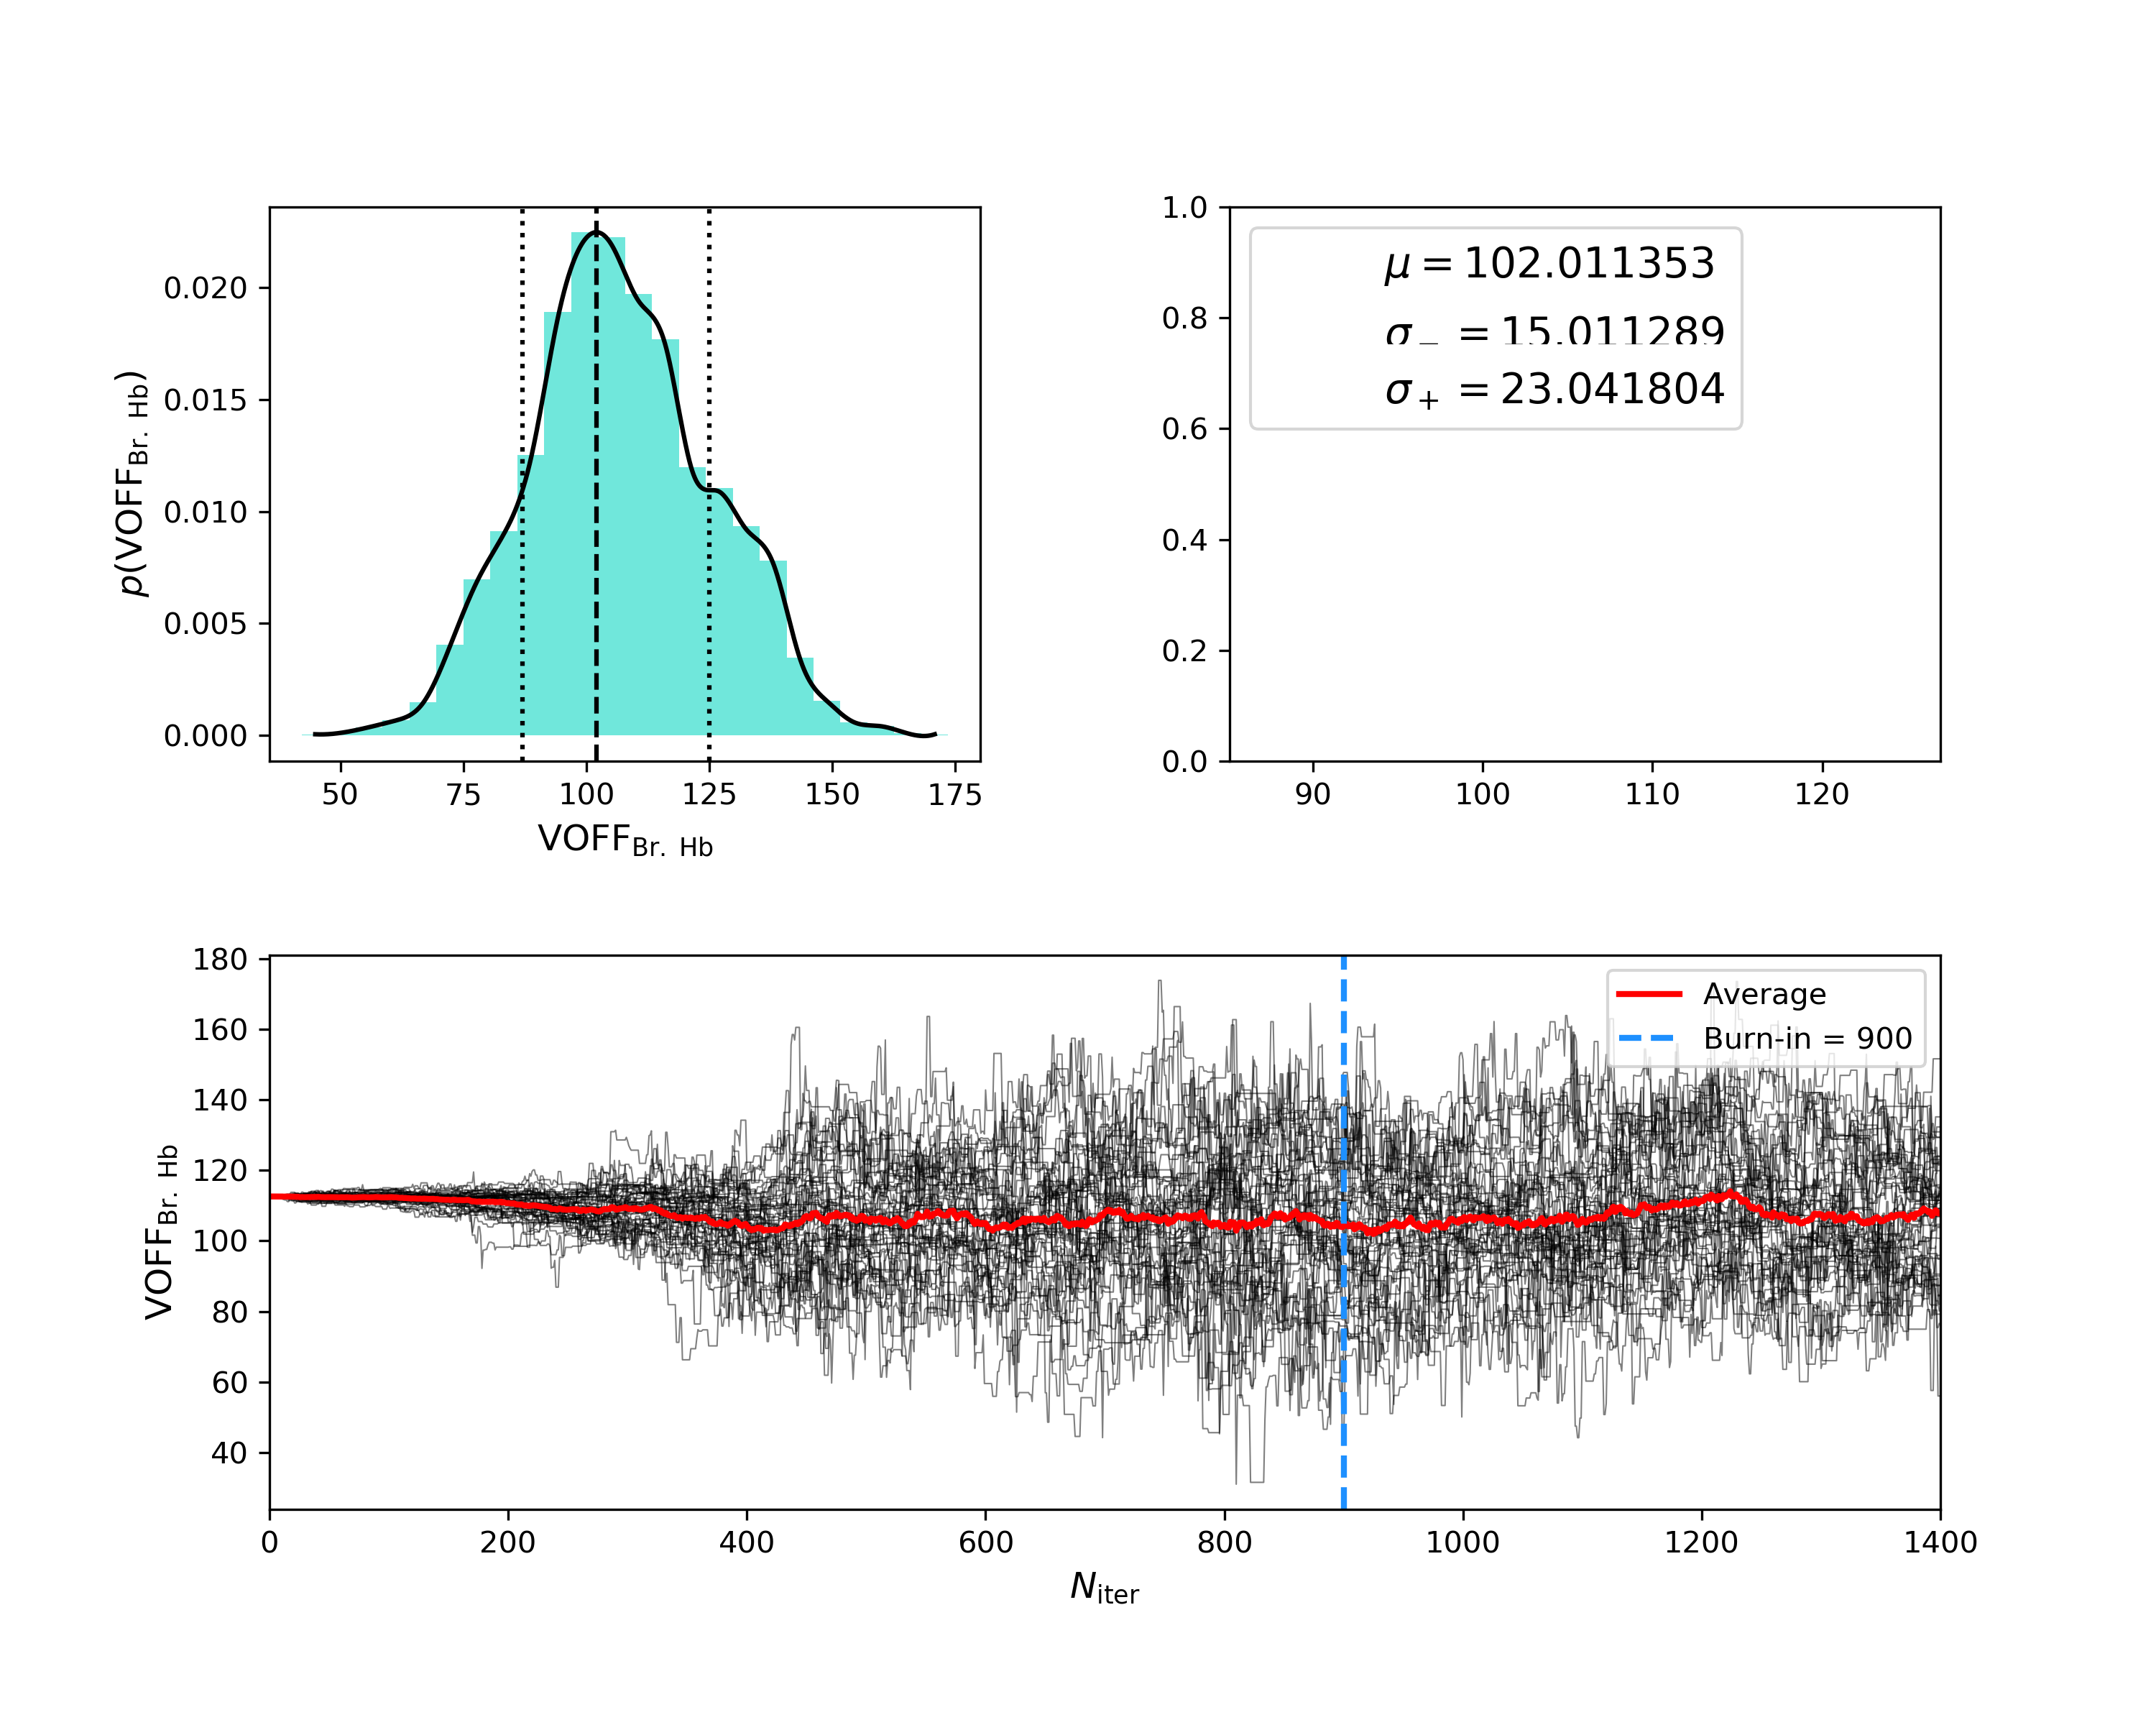 p(VOFF_Br. Hb)
0.020
0.015
0.010
0.005
0.000
50 75 100 125 150 175
VOFF_Br. Hb
1.0
0.8
0.6
0.4
0.2
0.0
μ = 102.011353
σ_− = 15.011289
σ_+ = 23.041804
90 100 110 120
VOFF_Br. Hb
180
160
140
120
100
80
60
40
Average
Burn-in = 900
0 200 400 600 800 1000 1200 1400
N_iter